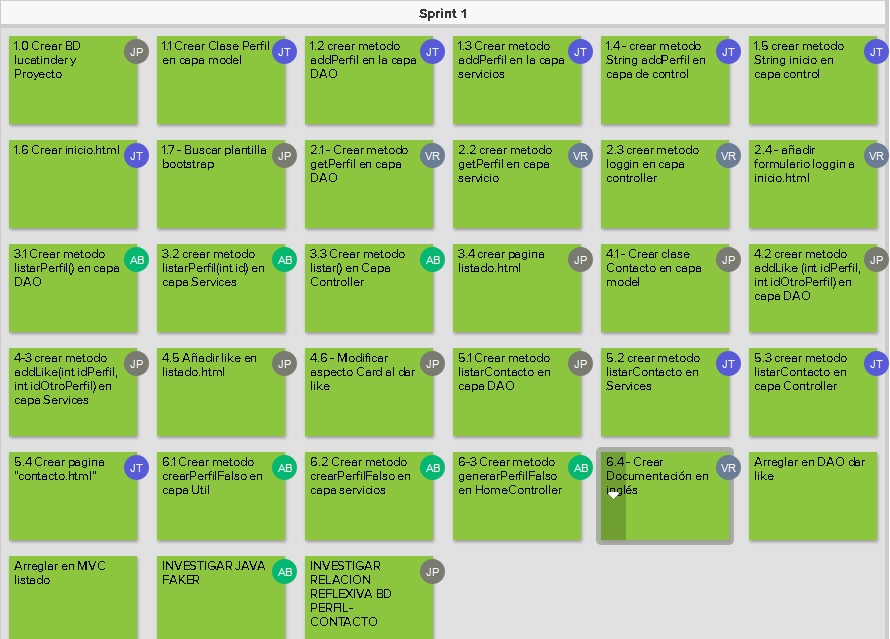 Sprint 1
1.0 Crear BD
lucatinder y
Proyecto
JP
1.1 Crear Clase Perfil
en capa model
JT
1.2 crear metodo
addPerfil en la capa
DAO
JT
1.3 Crear metodo
addPerfil en la capa
servicios
JT
1.4- crear metodo
String addPerfil en
capa de control
JT
1.5 crear metodo
String inicio en
capa control
JT
1.6 Crear inicio.html
JT
1.7- Buscar plantilla
bootstrap
JP
2.1- Crear metodo
getPerfil en capa
DAO
VR
2.2 crear metodo
getPerfil en capa
servicio
VR
2.3 crear metodo
loggin en capa
controller
VR
2.4- añadir
formulario loggin a
inicio.html
VR
3.1 Crear metodo
listarPerfil() en capa
DAO
AB
3.2 crear metodo
listarPerfil(int id) en
capa Services
AB
3.3 Crear metodo
listar() en Capa
Controller
AB
3.4 crear pagina
listado.html
JP
4.1- Crear clase
Contacto en capa
model
JP
4.2 crear metodo
addLike (int idPerfil,
int idOtroPerfil) en
capa DAO
JP
4-3 crear metodo
addLike(int idPerfil,
int idOtroPerfil) en
capa Services
JP
4.5 Añadir like en
listado.html
JP
4.6 - Modificar
aspecto Card al dar
like
JP
5.1 Crear metodo
listarContacto en
capa DAO
JP
5.2 crear metodo
listarContacto en
Services
JT
5.3 crear metodo
listarContacto en
capa Controller
JT
5.4 Crear pagina
"contacto.html"
JT
6.1 Crear metodo
crearPerfilFalso en
capa Util
AB
6.2 Crear metodo
crearPerfilFalso en
capa servicios
AB
6-3 Crear metodo
generarPerfilFalso
en HomeController
AB
6.4- Crear
Documentación en
inglés
VR
Arreglar en DAO dar
like
Arreglar en MVC
listado
INVESTIGAR JAVA
FAKER
AB
INVESTIGAR
RELACION
REFLEXIVA BD
PERFIL-
CONTACTO
JP